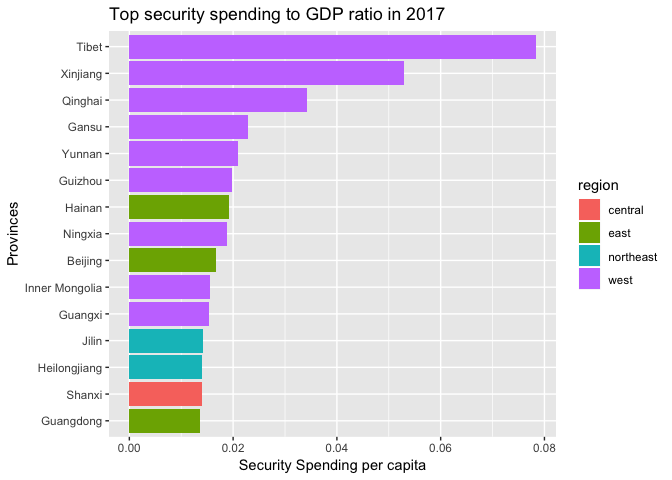 Top security spending to GDP ratio in 2017
Provinces
Tibet
Xinjiang
Qinghai
Gansu
Yunnan
Guizhou
Hainan
Ningxia
Beijing
Inner Mongolia
Guangxi
Jilin
Heilongjiang
Shanxi
Guangdong
0.00 0.02 0.04 0.06 0.08
Security Spending per capita
region
central
east
northeast
west